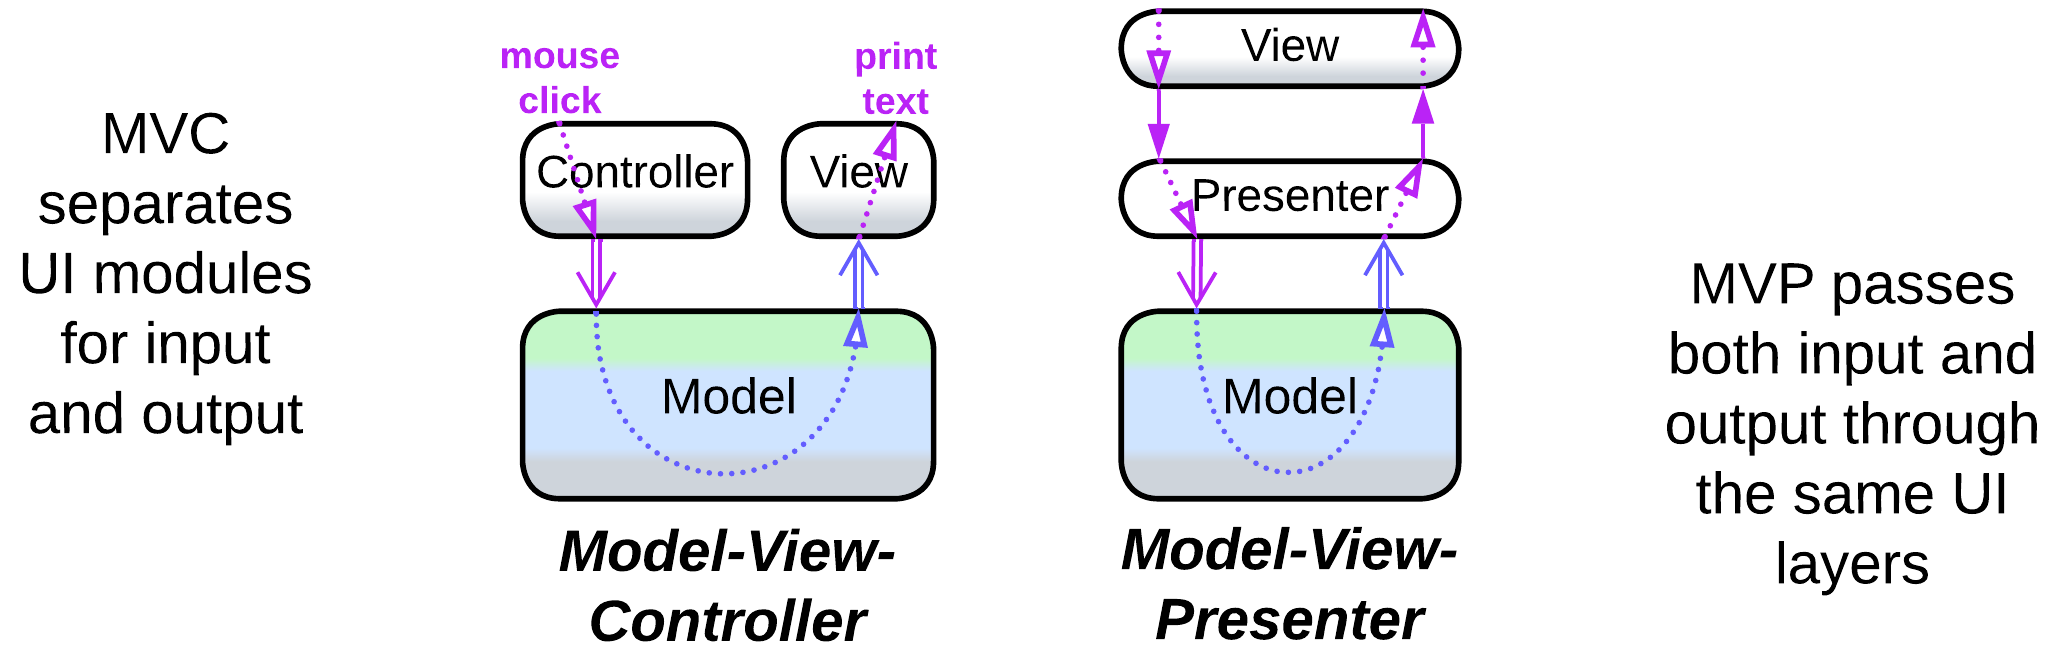 MVC
separates
UI modules
for input
and output
mouse
click
print
text
Controller
View
Model
Model-View-
Controller
View
Presenter
Model
Model-View-
Presenter
MVP passes
both input and
output through
the same UI
layers